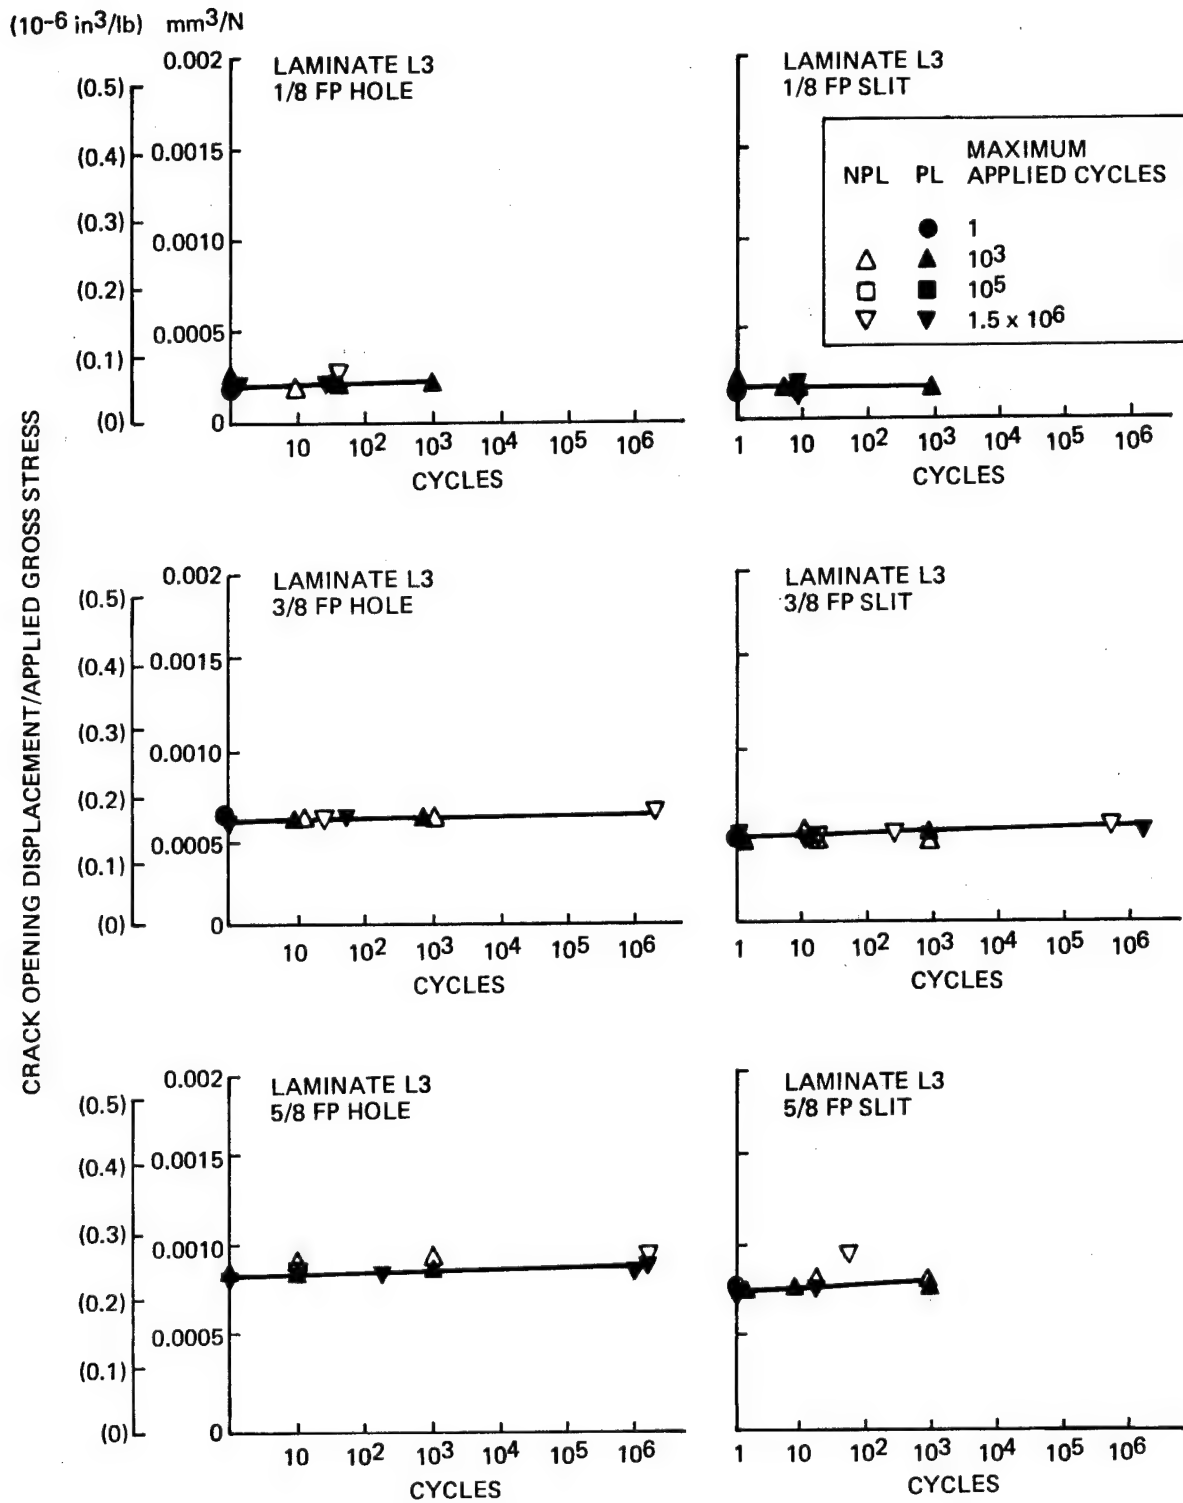 (10-6 in3/lb) mm3/N
CRACK OPENING DISPLACEMENT/APPLIED GROSS STRESS
LAMINATE L3
1/8 FP HOLE
0.002
0.0015
0.0010
0.0005
0
(0.5)
(0.4)
(0.3)
(0.2)
(0.1)
(0)
10 102 103 104 105 106
CYCLES
LAMINATE L3
1/8 FP SLIT
MAXIMUM
NPL PL APPLIED CYCLES
1
103
105
1.5 x 106
1 10 102 103 104 105 106
CYCLES
LAMINATE L3
3/8 FP HOLE
0.002
0.0015
0.0010
0.0005
0
(0.5)
(0.4)
(0.3)
(0.2)
(0.1)
(0)
10 102 103 104 105 106
CYCLES
LAMINATE L3
3/8 FP SLIT
1 10 102 103 104 105 106
CYCLES
LAMINATE L3
5/8 FP HOLE
0.002
0.0015
0.0010
0.0005
0
(0.5)
(0.4)
(0.3)
(0.2)
(0.1)
(0)
10 102 103 104 105 106
CYCLES
LAMINATE L3
5/8 FP SLIT
1 10 102 103 104 105 106
CYCLES